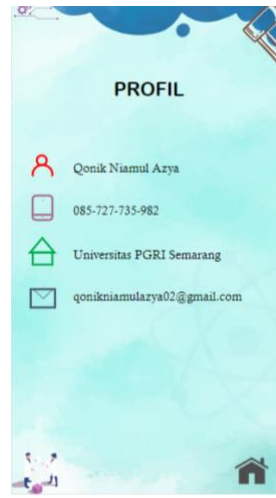 PROFIL
Qonik Niamul Azya
085-727-735-982
Universitas PGRI Semarang
qonikniamulazya02@gmail.com